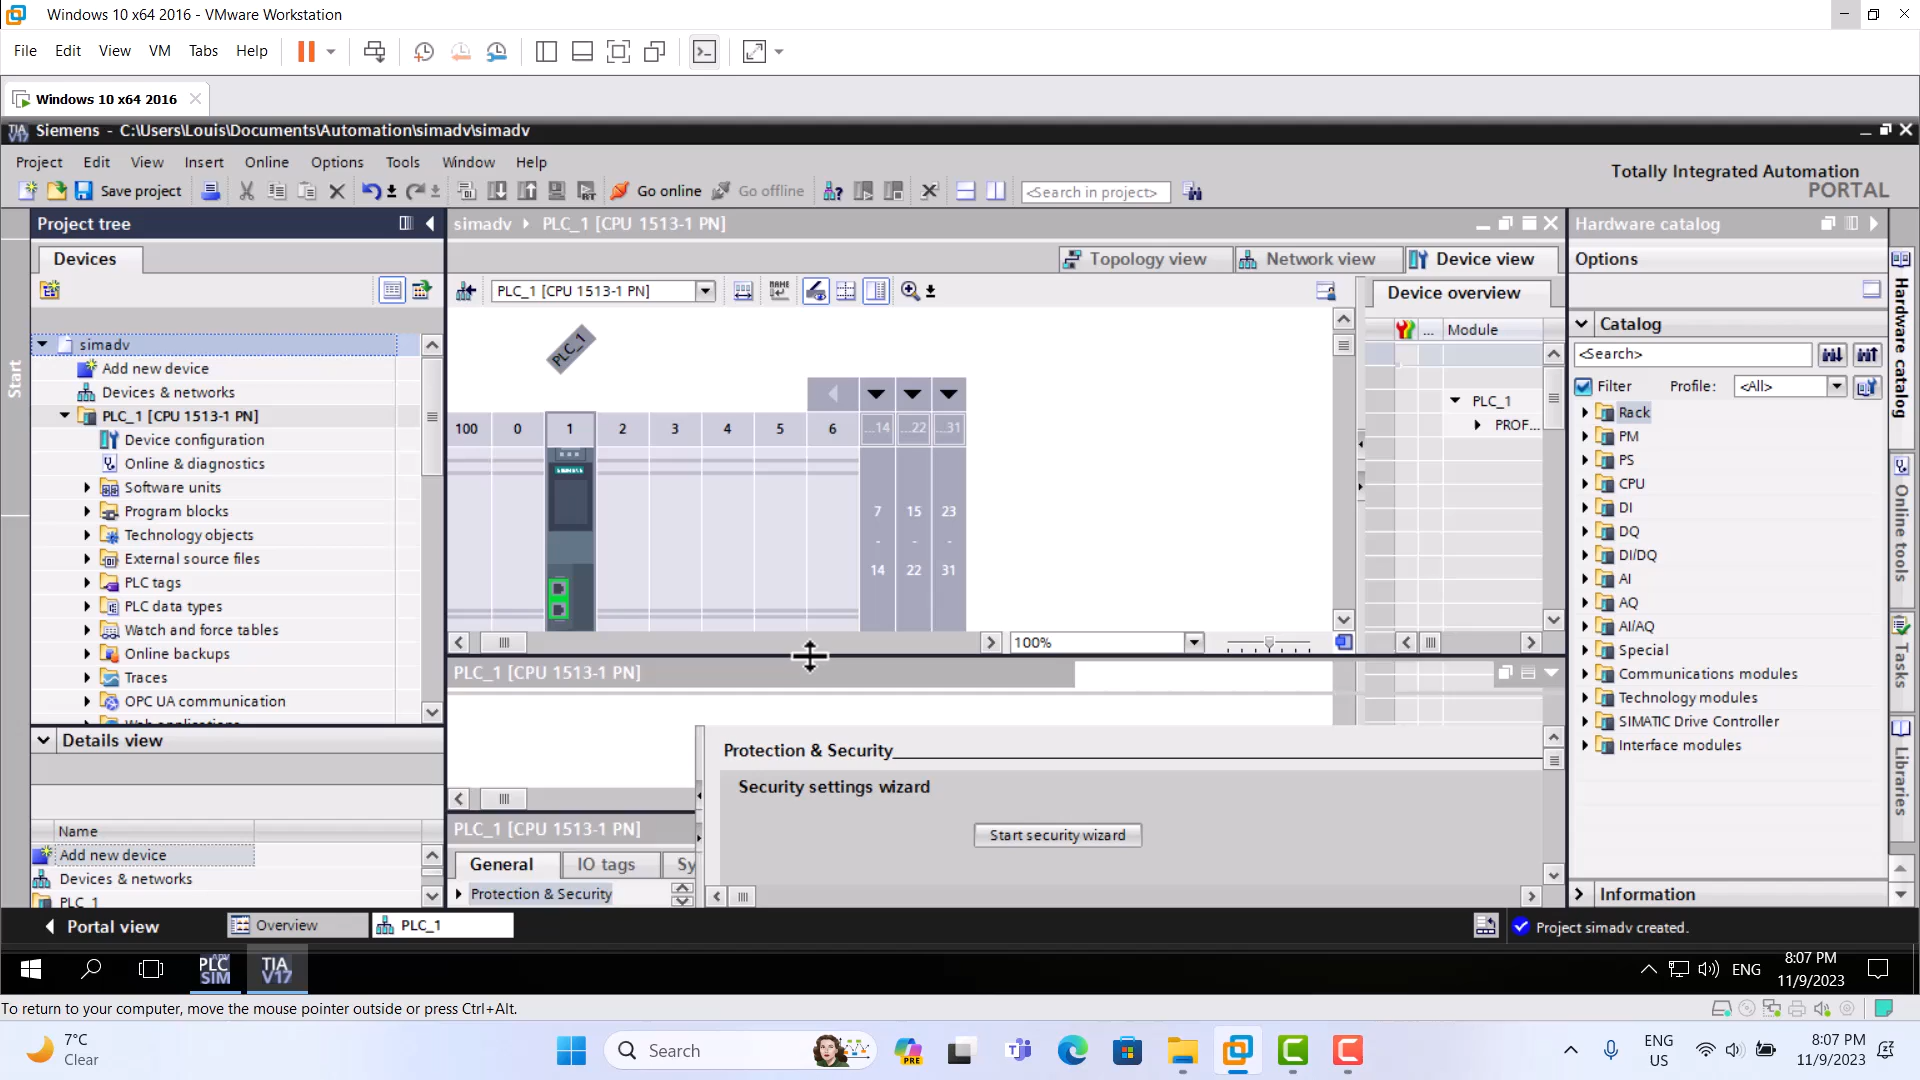 Windows 10 x64 2016 - VMware Workstation
File Edit View VM Tabs Help
Windows 10 x64 2016
Siemens - C:\Users\Louis\Documents\Automation\simadv\simadv
Project Edit View Insert Online Options Tools Window Help
Totally Integrated Automation
PORTAL
Save project Go online Go offline <Search in project>
Project tree
simadv PLC_1 [CPU 1513-1 PN]
Hardware catalog
Devices
Topology view Network view Device view
Options
PLC_1 [CPU 1513-1 PN]
Device overview
Start
Catalog
... Module
simadv
PLC_1
<Search>
Add new device
Filter Profile: <All>
Devices & networks
PLC_1
PLC_1 [CPU 1513-1 PN]
PROF...
Rack
100 0 1 2 3 4 5 6 ...14 ...22 ...31
PM
Device configuration
PS
Online & diagnostics
CPU
Software units
DI
Program blocks
7 15 23
DQ
Technology objects
- - -
DI/DQ
External source files
14 22 31
AI
PLC tags
AQ
PLC data types
AI/AQ
Watch and force tables
100%
Special
Online backups
Communications modules
PLC_1 [CPU 1513-1 PN]
Traces
Technology modules
OPC UA communication
SIMATIC Drive Controller
Interface modules
Hardware catalog
Online tools
Tasks
Libraries
Details view
Protection & Security
Security settings wizard
Start security wizard
Name
PLC_1 [CPU 1513-1 PN]
Add new device
General IO tags Sy
Devices & networks
Protection & Security
PLC_1
Information
Portal view Overview PLC_1
Project simadv created.
PLC SIM
TIA V17
ENG
8:07 PM
11/9/2023
To return to your computer, move the mouse pointer outside or press Ctrl+Alt.
7°C
Clear
Search
PRE
ENG
US
8:07 PM
11/9/2023